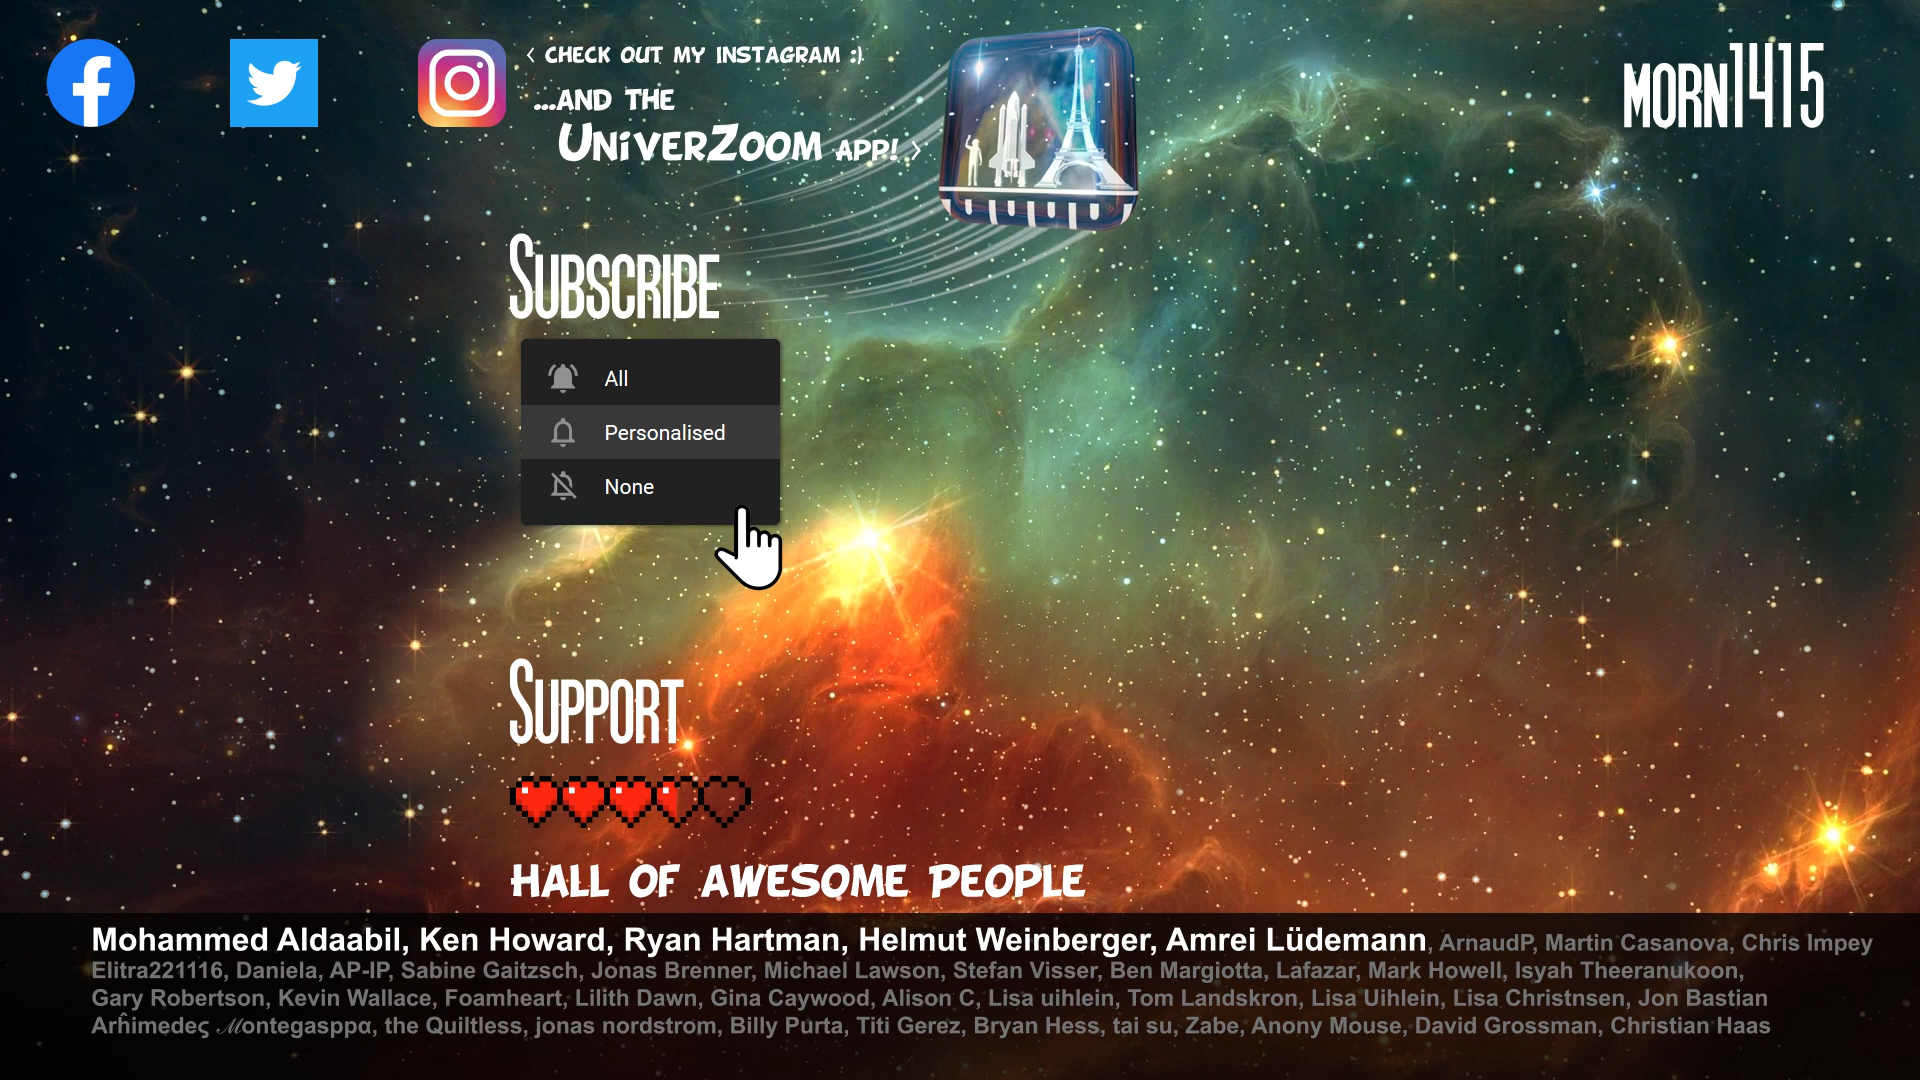 ‹ CHECK OUT MY INSTAGRAM :)
...AND THE
UNiVERZOOM APP! ›
MORN1415
SUBSCRIBE
All
Personalised
None
SUPPORT
HALL OF AWESOME PEOPLE
Mohammed Aldaabil, Ken Howard, Ryan Hartman, Helmut Weinberger, Amrei Lüdemann, ArnaudP, Martin Casanova, Chris Impey
Elitra221116, Daniela, AP-IP, Sabine Gaitzsch, Jonas Brenner, Michael Lawson, Stefan Visser, Ben Margiotta, Lafazar, Mark Howell, Isyah Theeranukoon,
Gary Robertson, Kevin Wallace, Foamheart, Lilith Dawn, Gina Caywood, Alison C, Lisa uihlein, Tom Landskron, Lisa Uihlein, Lisa Christnsen, Jon Bastian
Arĥimedeς ℳontegasppα, the Quiltless, jonas nordstrom, Billy Purta, Titi Gerez, Bryan Hess, tai su, Zabe, Anony Mouse, David Grossman, Christian Haas